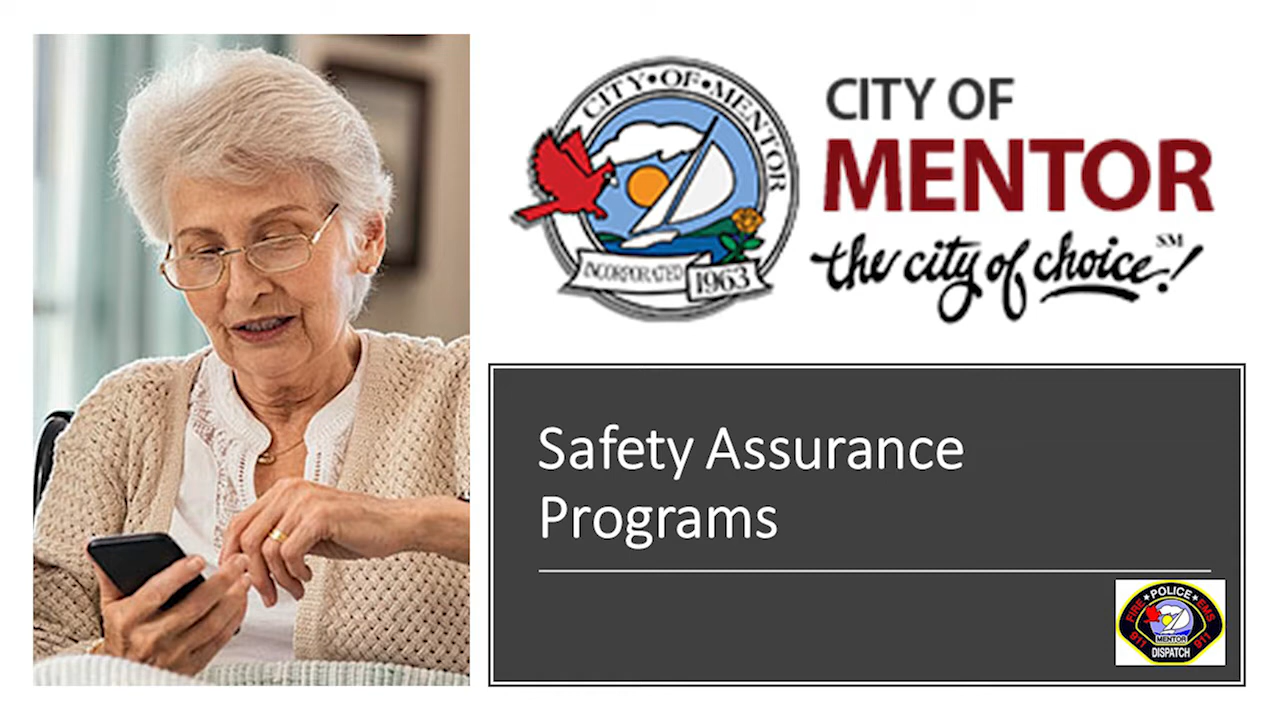 CITY•OF•MENTOR
INCORPORATED 1963
CITY OF
MENTOR
the city of choice! SM
Safety Assurance
Programs
FIRE ★ POLICE ★ EMS
911 MENTOR 911
DISPATCH